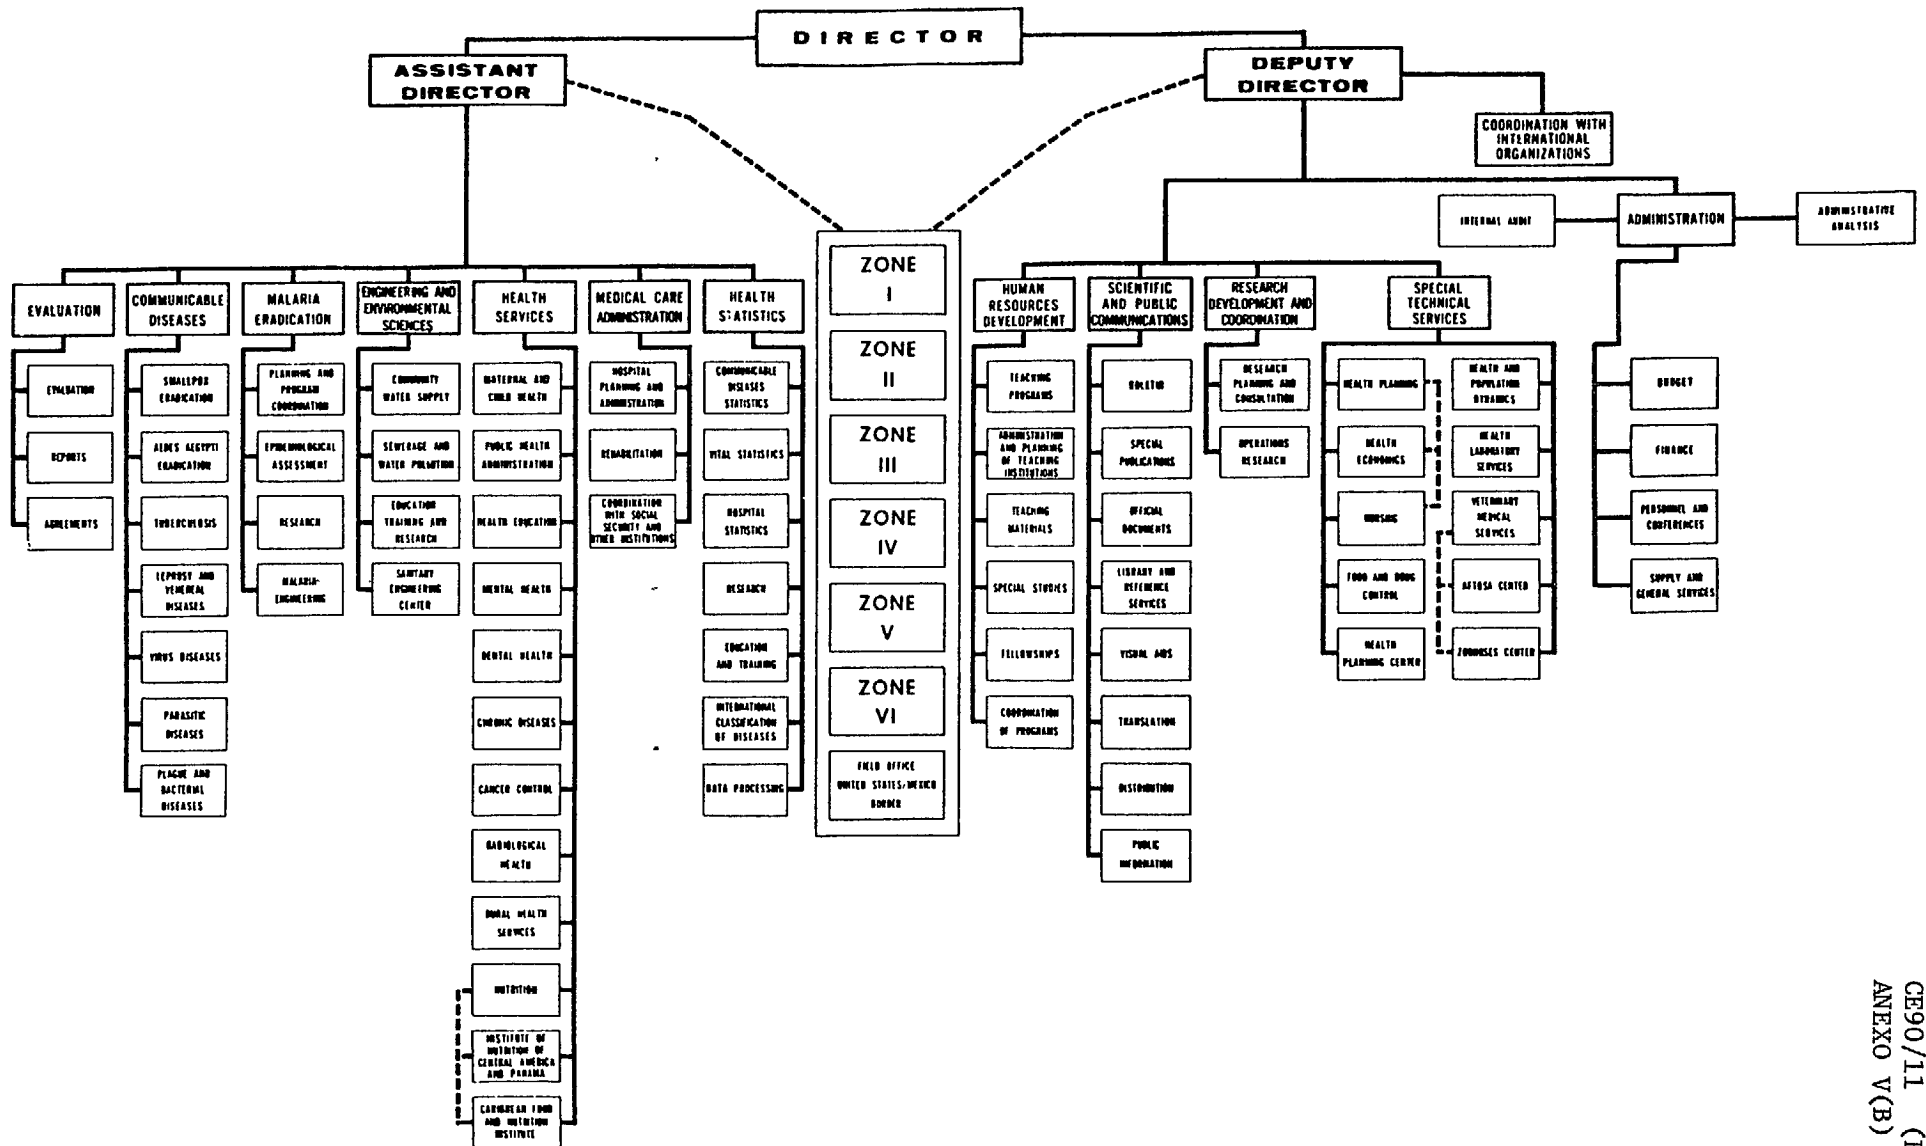 DIRECTOR
ASSISTANT
DIRECTOR
DEPUTY
DIRECTOR
COORDINATION WITH
INTERNATIONAL
ORGANIZATIONS
INTERNAL AUDIT
ADMINISTRATION
ADMINISTRATIVE
ANALYSIS
EVALUATION
COMMUNICABLE
DISEASES
MALARIA
ERADICATION
ENGINEERING AND
ENVIRONMENTAL
SCIENCES
HEALTH
SERVICES
MEDICAL CARE
ADMINISTRATION
HEALTH
STATISTICS
HUMAN
RESOURCES
DEVELOPMENT
SCIENTIFIC
AND PUBLIC
COMMUNICATIONS
RESEARCH
DEVELOPMENT AND
COORDINATION
SPECIAL
TECHNICAL
SERVICES
EVALUATION
REPORTS
AGREEMENTS
SMALLPOX
ERADICATION
AEDES AEGYPTI
ERADICATION
TUBERCULOSIS
LEPROSY AND
VENEREAL
DISEASES
VIRUS DISEASES
PARASITIC
DISEASES
PLAGUE AND
BACTERIAL
DISEASES
PLANNING AND
PROGRAM
COORDINATION
EPIDEMIOLOGICAL
ASSESSMENT
RESEARCH
MALARIA-
ENGINEERING
COMMUNITY
WATER SUPPLY
SEWERAGE AND
WATER POLLUTION
EDUCATION
TRAINING AND
RESEARCH
SANITARY
ENGINEERING
CENTER
MATERNAL AND
CHILD HEALTH
PUBLIC HEALTH
ADMINISTRATION
HEALTH EDUCATION
MENTAL HEALTH
DENTAL HEALTH
CHRONIC DISEASES
CANCER CONTROL
RADIOLOGICAL
HEALTH
RURAL HEALTH
SERVICES
NUTRITION
INSTITUTE OF
NUTRITION OF
CENTRAL AMERICA
AND PANAMA
CARIBBEAN FOOD
AND NUTRITION
INSTITUTE
HOSPITAL
PLANNING AND
ADMINISTRATION
REHABILITATION
COORDINATION
WITH SOCIAL
SECURITY AND
OTHER INSTITUTIONS
COMMUNICABLE
DISEASES
STATISTICS
VITAL STATISTICS
HOSPITAL
STATISTICS
RESEARCH
EDUCATION
AND TRAINING
INTERNATIONAL
CLASSIFICATION
OF DISEASES
DATA PROCESSING
ZONE
I
ZONE
II
ZONE
III
ZONE
IV
ZONE
V
ZONE
VI
FIELD OFFICE
UNITED STATES/MEXICO
BORDER
TEACHING
PROGRAMS
ADMINISTRATION
AND PLANNING
OF TEACHING
INSTITUTIONS
TEACHING
MATERIALS
SPECIAL STUDIES
FELLOWSHIPS
COORDINATION
OF PROGRAMS
BOLETIN
SPECIAL
PUBLICATIONS
OFFICIAL
DOCUMENTS
LIBRARY AND
REFERENCE
SERVICES
VISUAL AIDS
TRANSLATION
DISTRIBUTION
PUBLIC
INFORMATION
RESEARCH
PLANNING AND
CONSULTATION
OPERATIONS
RESEARCH
HEALTH PLANNING
HEALTH
ECONOMICS
NURSING
FOOD AND DRUG
CONTROL
HEALTH
PLANNING CENTER
HEALTH AND
POPULATION
DYNAMICS
HEALTH
LABORATORY
SERVICES
VETERINARY
MEDICAL
SERVICES
AFTOSA CENTER
ZOONOSES CENTER
BUDGET
FINANCE
PERSONNEL AND
CONFERENCES
SUPPLY AND
GENERAL SERVICES
CE90/11
ANEXO V(B)